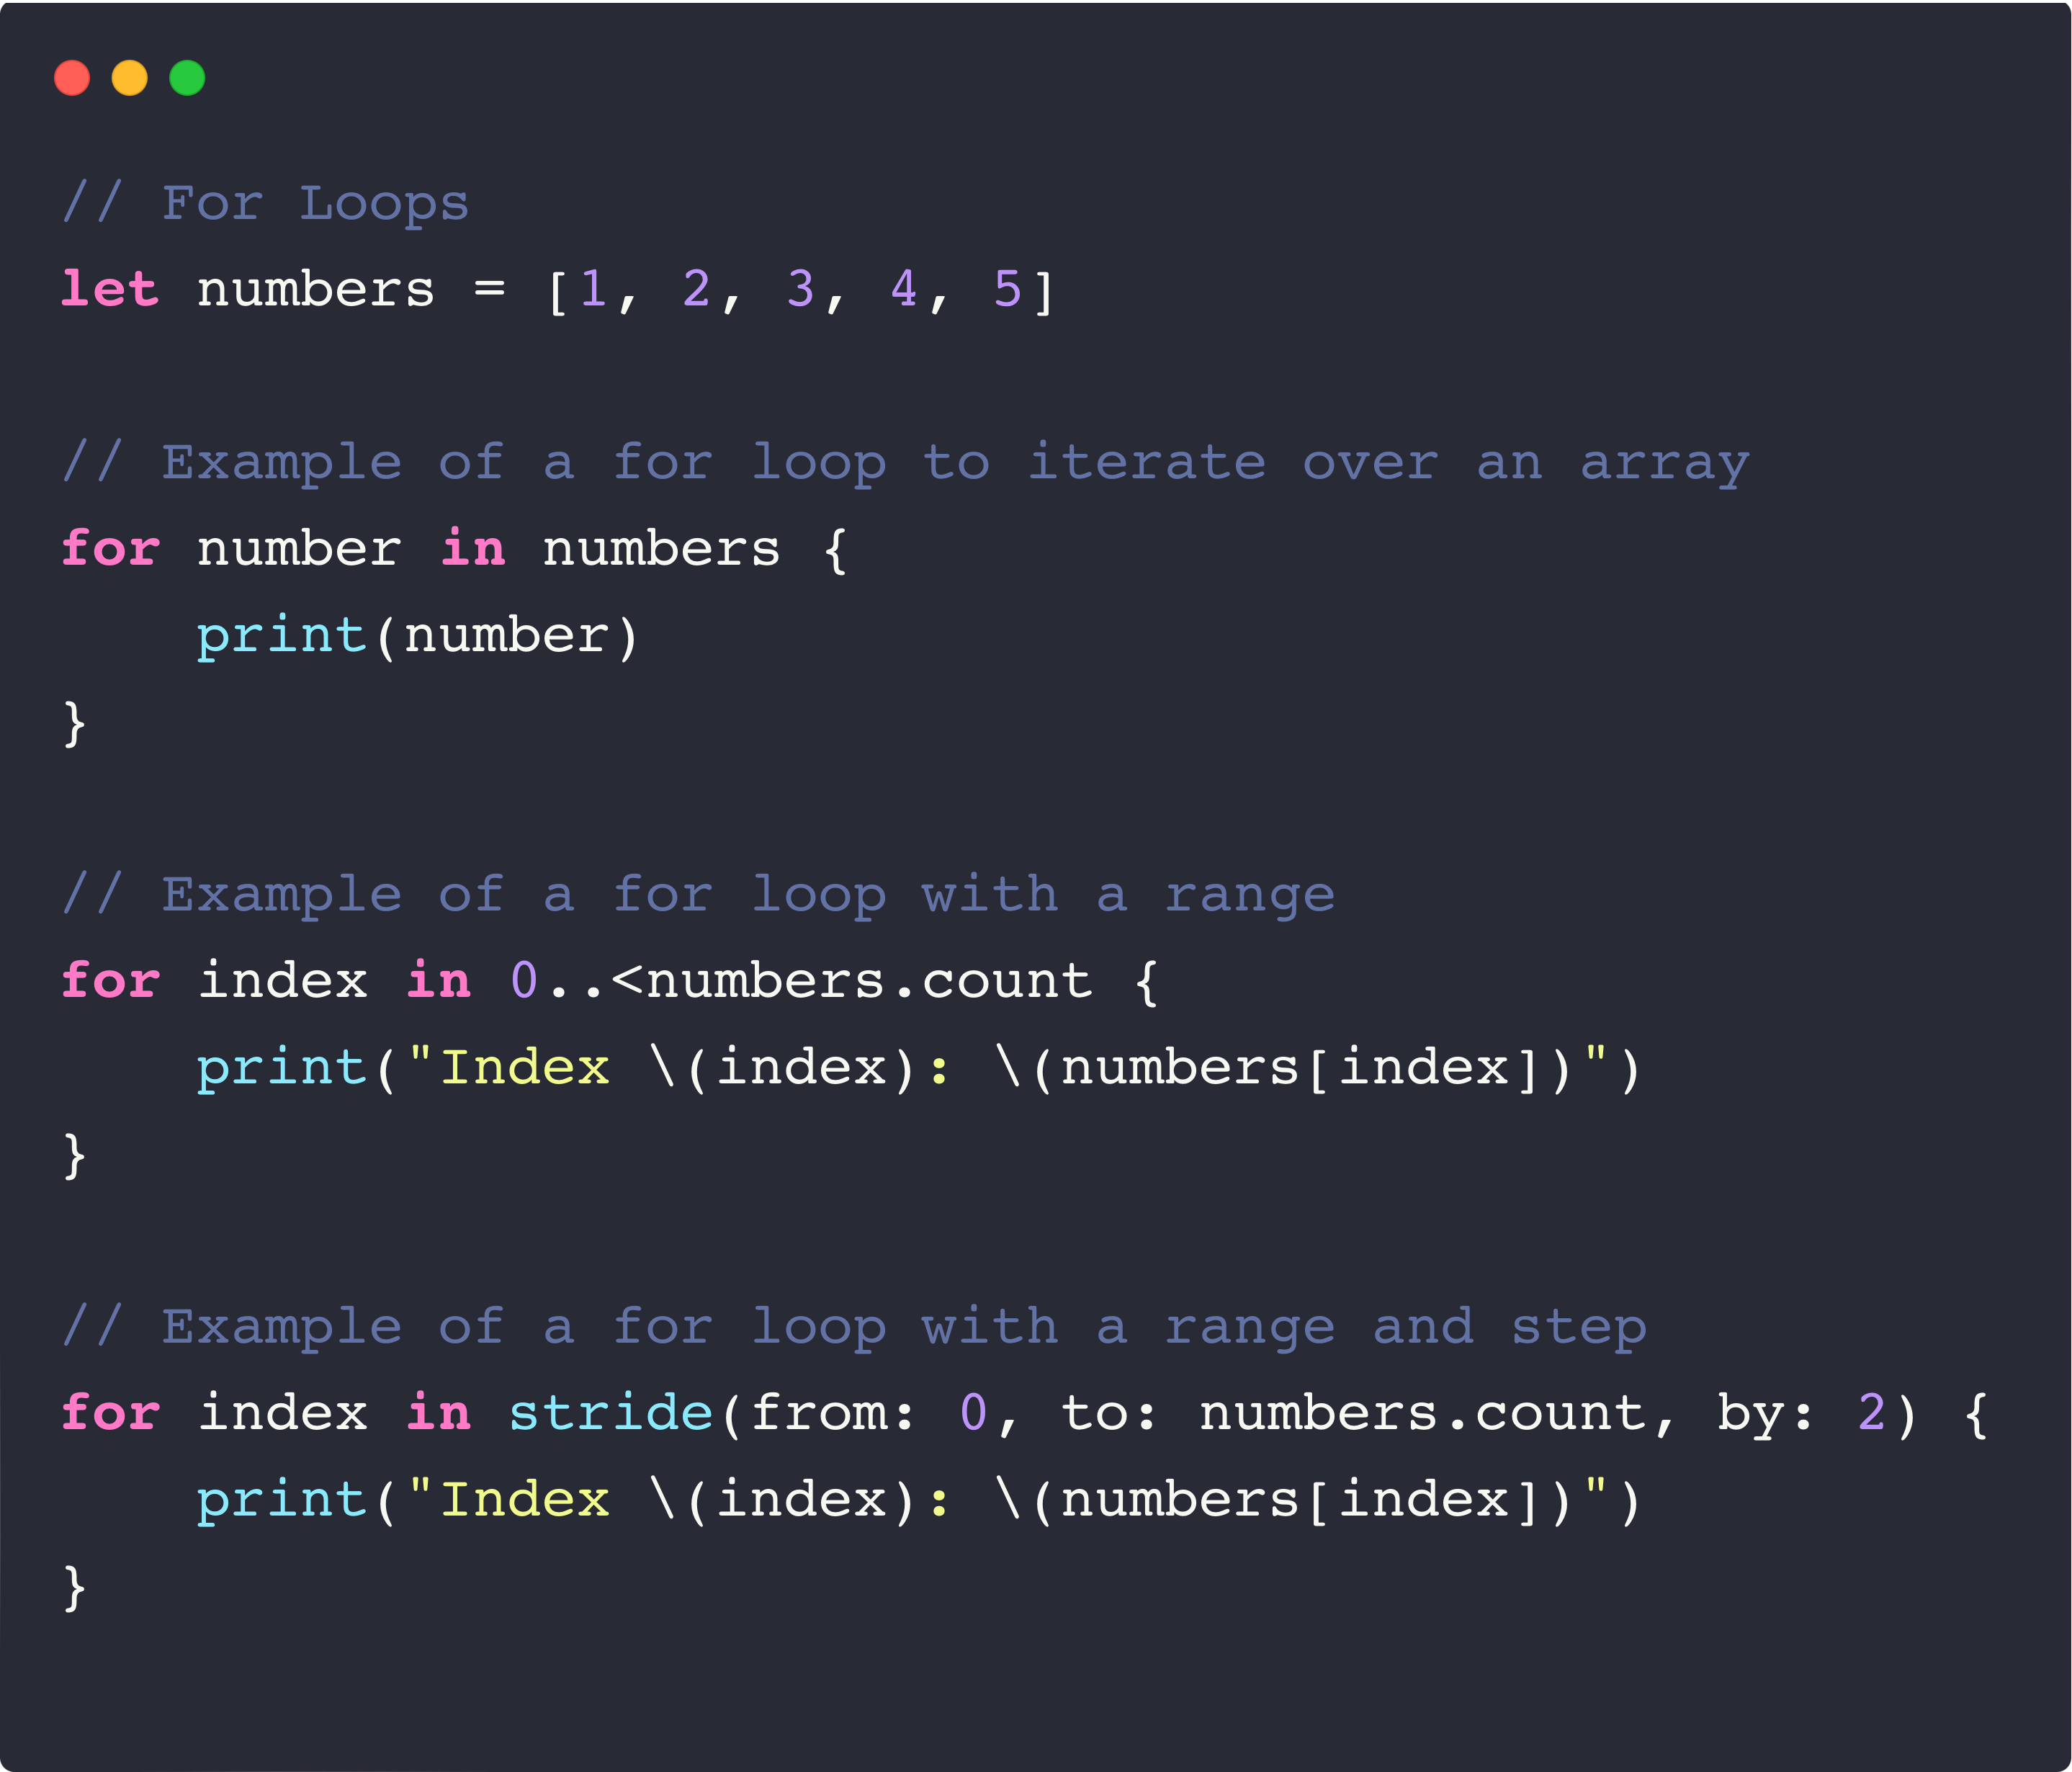 // For Loops
let numbers = [1, 2, 3, 4, 5]
// Example of a for loop to iterate over an array
for number in numbers {
    print(number)
}
// Example of a for loop with a range
for index in 0..<numbers.count {
    print("Index \(index): \(numbers[index])")
}
// Example of a for loop with a range and step
for index in stride(from: 0, to: numbers.count, by: 2) {
    print("Index \(index): \(numbers[index])")
}